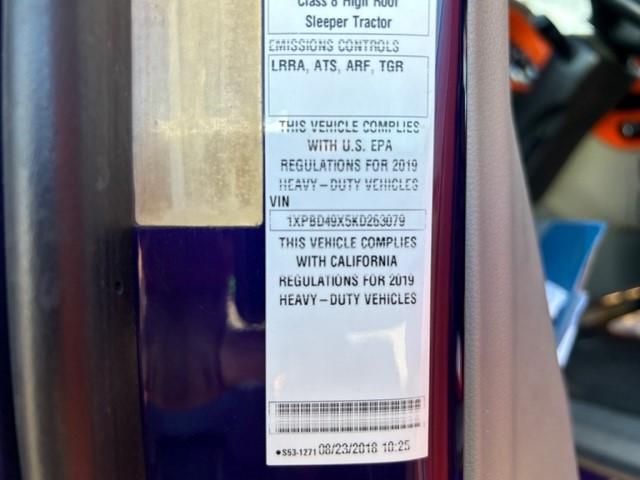 Class 8 High Roof
Sleeper Tractor
EMISSIONS CONTROLS
LRRA, ATS, ARF, TGR
THIS VEHICLE COMPLIES
WITH U.S. EPA
REGULATIONS FOR 2019
HEAVY-DUTY VEHICLES
VIN
1XPBD49X5KD263079
THIS VEHICLE COMPLIES
WITH CALIFORNIA
REGULATIONS FOR 2019
HEAVY-DUTY VEHICLES
●S53-1271 08/23/2018 10:25